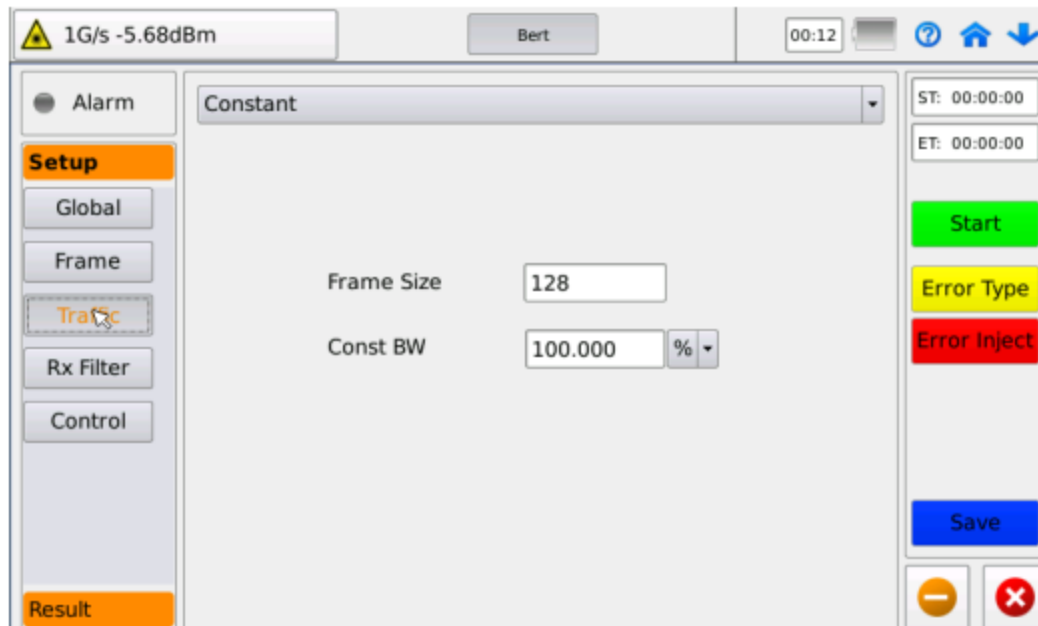 1G/s -5.68dBm
Bert
00:12
Alarm
Constant
ST: 00:00:00
ET: 00:00:00
Setup
Global
Frame
Traffic
Rx Filter
Control
Frame Size
128
Const BW
100.000
%
Start
Error Type
Error Inject
Save
Result